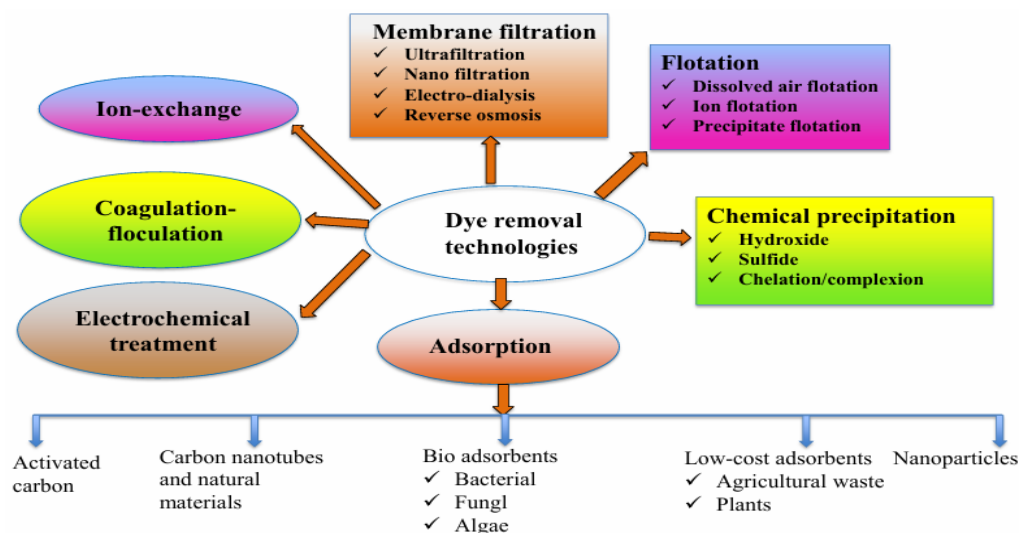 Membrane filtration
✓ Ultrafiltration
✓ Nano filtration
✓ Electro-dialysis
✓ Reverse osmosis
Flotation
✓ Dissolved air flotation
✓ Ion flotation
✓ Precipitate flotation
Ion-exchange
Coagulation-
floculation
Dye removal
technologies
Chemical precipitation
✓ Hydroxide
✓ Sulfide
✓ Chelation/complexion
Electrochemical
treatment
Adsorption
Activated
carbon
Carbon nanotubes
and natural
materials
Bio adsorbents
✓ Bacterial
✓ Fungl
✓ Algae
Low-cost adsorbents
✓ Agricultural waste
✓ Plants
Nanoparticles